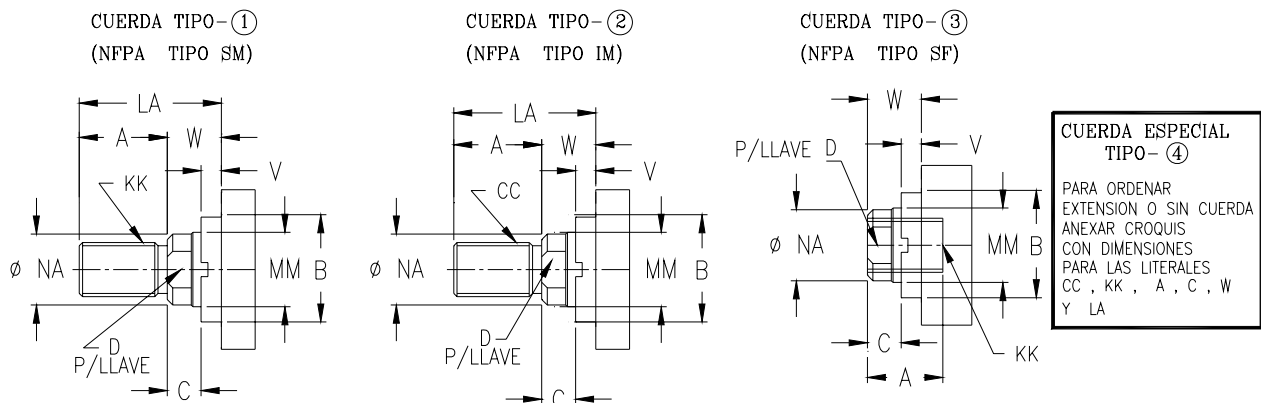 CUERDA TIPO-①
(NFPA TIPO SM)
LA
A
W
V
KK
Ø NA
MM
B
D
P/LLAVE
C
CUERDA TIPO-②
(NFPA TIPO IM)
LA
A
W
V
CC
Ø NA
MM
B
D
P/LLAVE
C
CUERDA TIPO-③
(NFPA TIPO SF)
W
V
P/LLAVE D
Ø NA
MM
B
C
KK
A
CUERDA ESPECIAL
TIPO-④
PARA ORDENAR
EXTENSION O SIN CUERDA
ANEXAR CROQUIS
CON DIMENSIONES
PARA LAS LITERALES
CC , KK , A , C , W
Y LA